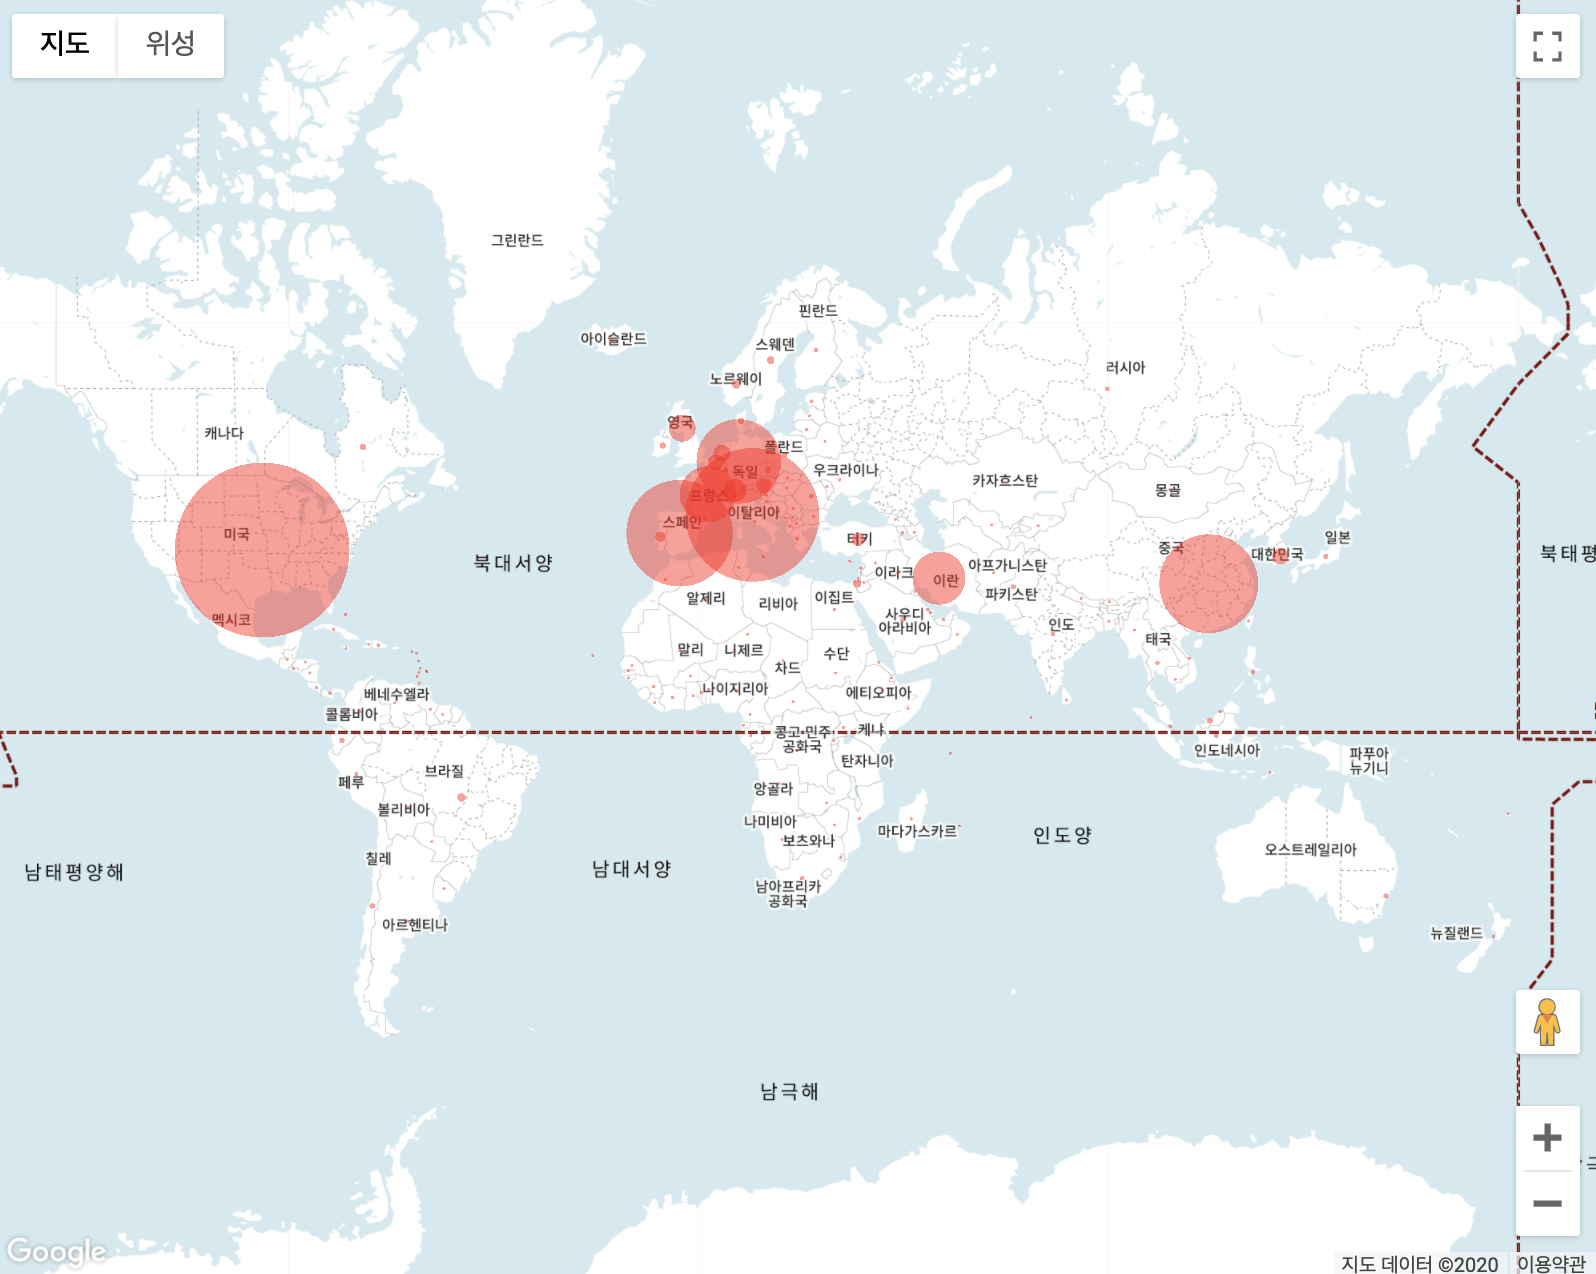 지도
위성
그린란드
핀란드
아이슬란드
스웨덴
러시아
노르웨이
영국
캐나다
폴란드
독일
우크라이나
카자흐스탄
몽골
프랑스
이탈리아
스페인
미국
터키
일본
중국
대한민국
북태평
북대서양
아프가니스탄
이라크
이란
파키스탄
알제리
리비아
이집트
사우디
아라비아
멕시코
인도
태국
말리
니제르
수단
차드
베네수엘라
나이지리아
에티오피아
콜롬비아
콩고 민주
공화국
케냐
인도네시아
파푸아
뉴기니
탄자니아
브라질
페루
앙골라
볼리비아
나미비아
마다가스카르
인도양
보츠와나
오스트레일리아
칠레
남태평양해
남대서양
남아프리카
공화국
아르헨티나
뉴질랜드
남극해
Google
지도 데이터 ©2020
이용약관